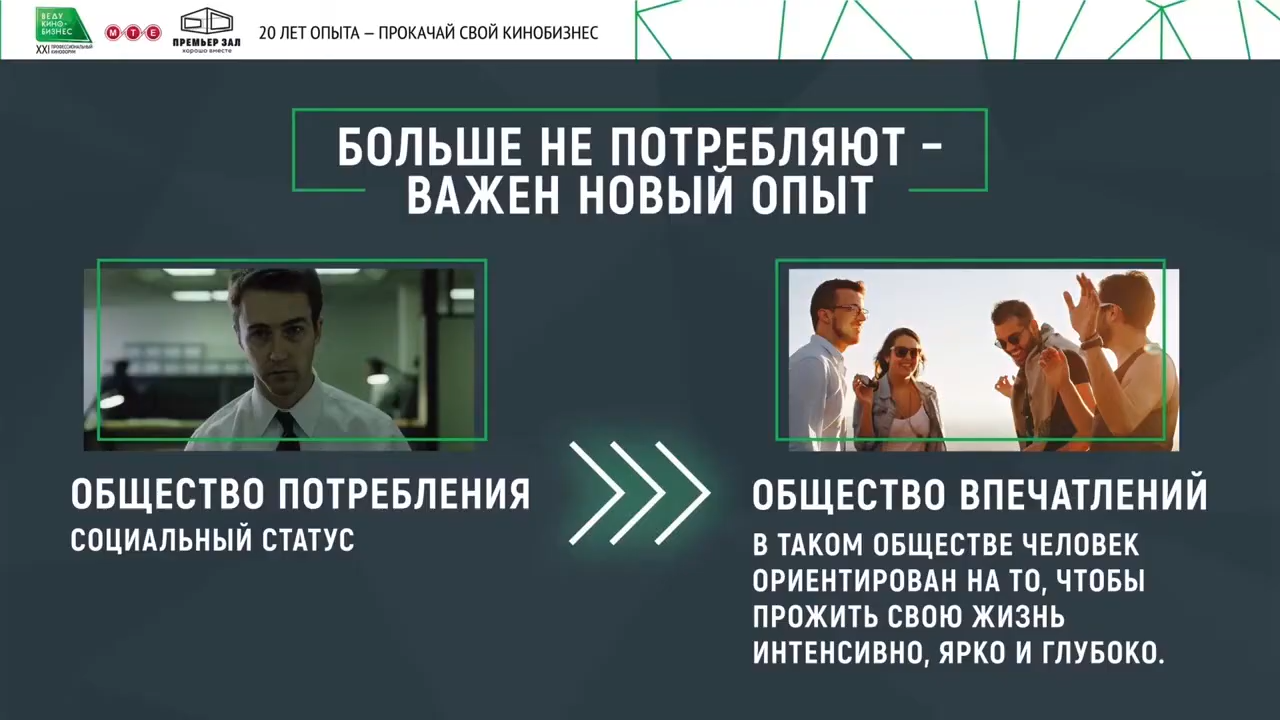 ВЕДУ
КИНО-
БИЗНЕС
XXI ПРОФЕССИОНАЛЬНЫЙ
КИНОФОРУМ
МТЕ
ПРЕМЬЕР ЗАЛ
хорошо вместе
20 ЛЕТ ОПЫТА – ПРОКАЧАЙ СВОЙ КИНОБИЗНЕС
БОЛЬШЕ НЕ ПОТРЕБЛЯЮТ –
ВАЖЕН НОВЫЙ ОПЫТ
ОБЩЕСТВО ПОТРЕБЛЕНИЯ
СОЦИАЛЬНЫЙ СТАТУС
ОБЩЕСТВО ВПЕЧАТЛЕНИЙ
В ТАКОМ ОБЩЕСТВЕ ЧЕЛОВЕК
ОРИЕНТИРОВАН НА ТО, ЧТОБЫ
ПРОЖИТЬ СВОЮ ЖИЗНЬ
ИНТЕНСИВНО, ЯРКО И ГЛУБОКО.